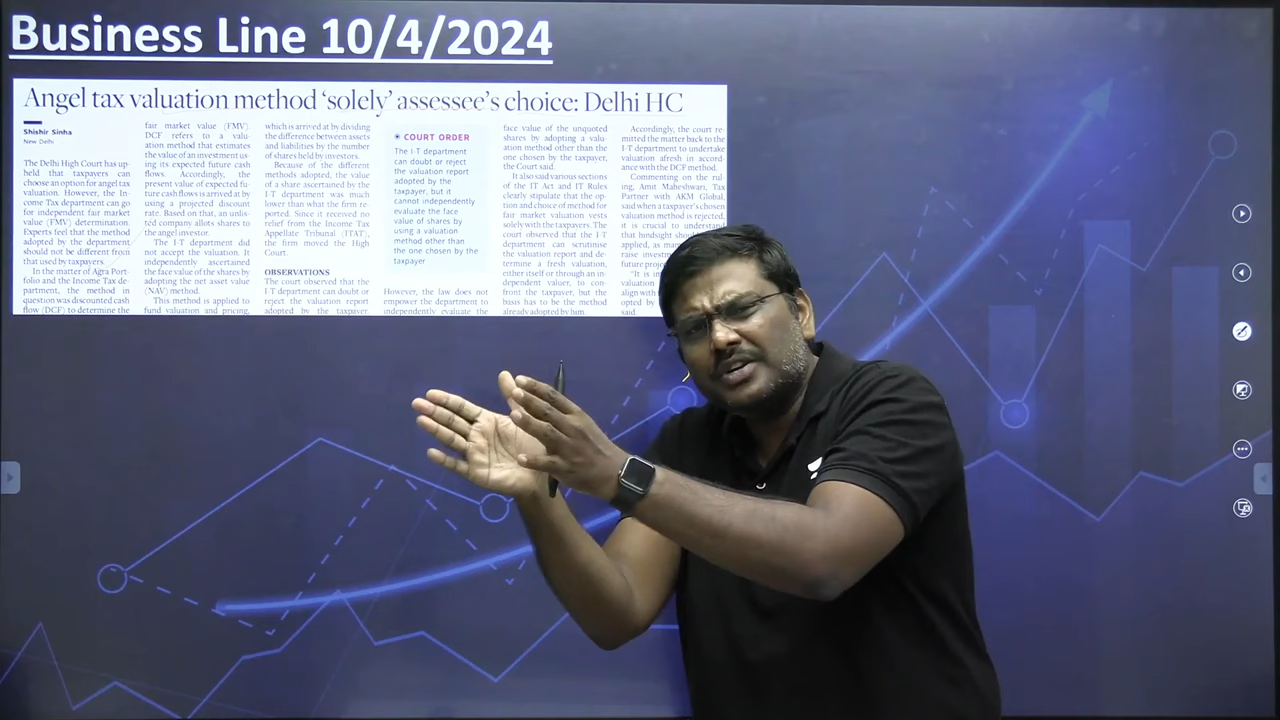 Business Line 10/4/2024
Angel tax valuation method ‘solely’ assessee’s choice: Delhi HC
Shishir Sinha
New Delhi
The Delhi High Court has up-
held that taxpayers can
choose an option for angel tax
valuation. However, the In-
come Tax department can go
for independent fair market
value (FMV) determination.
Experts feel that the method
adopted by the department
should not be different from
that used by taxpayers.
In the matter of Agra Port-
folio and the Income Tax de-
partment, the method in
question was discounted cash
flow (DCF) to determine the
fair market value (FMV).
DCF refers to a valu-
ation method that estimates
the value of an investment us-
ing its expected future cash
flows. Accordingly, the
present value of expected fu-
ture cash flows is arrived at by
using a projected discount
rate. Based on that, an unlis-
ted company allots shares to
the angel investor.
The I-T department did
not accept the valuation. It
independently ascertained
the face value of the shares by
adopting the net asset value
(NAV) method.
This method is applied to
fund valuation and pricing,
which is arrived at by dividing
the difference between assets
and liabilities by the number
of shares held by investors.
Because of the different
methods adopted, the value
of a share ascertained by the
I-T department was much
lower than what the firm re-
ported. Since it received no
relief from the Income Tax
Appellate Tribunal (ITAT),
the firm moved the High
Court.
OBSERVATIONS
The court observed that the
I-T department can doubt or
reject the valuation report
adopted by the taxpayer.
COURT ORDER
The I-T department
can doubt or reject
the valuation report
adopted by the
taxpayer, but it
cannot independently
evaluate the face
value of shares by
using a valuation
method other than
the one chosen by the
taxpayer
However, the law does not
empower the department to
independently evaluate the
face value of the unquoted
shares by adopting a valu-
ation method other than the
one chosen by the taxpayer,
the Court said.
It also said various sections
of the IT Act and IT Rules
clearly stipulate that the op-
tion and choice of method for
fair market valuation vests
solely with the taxpayers. The
court observed that the I-T
department can scrutinise
the valuation report and de-
termine a fresh valuation,
either itself or through an in-
dependent valuer, to con-
front the taxpayer, but the
basis has to be the method
already adopted by him.
Accordingly, the court re-
mitted the matter back to the
I-T department to undertake
valuation afresh in accord-
ance with the DCF method.
Commenting on the rul-
ing, Amit Maheshwari, Tax
Partner with AKM Global,
said when a taxpayer's chosen
valuation method is rejected,
it is crucial to understand
that hindsight
applied, as
raise
future
“It is
valuation
align with
opted by
said.